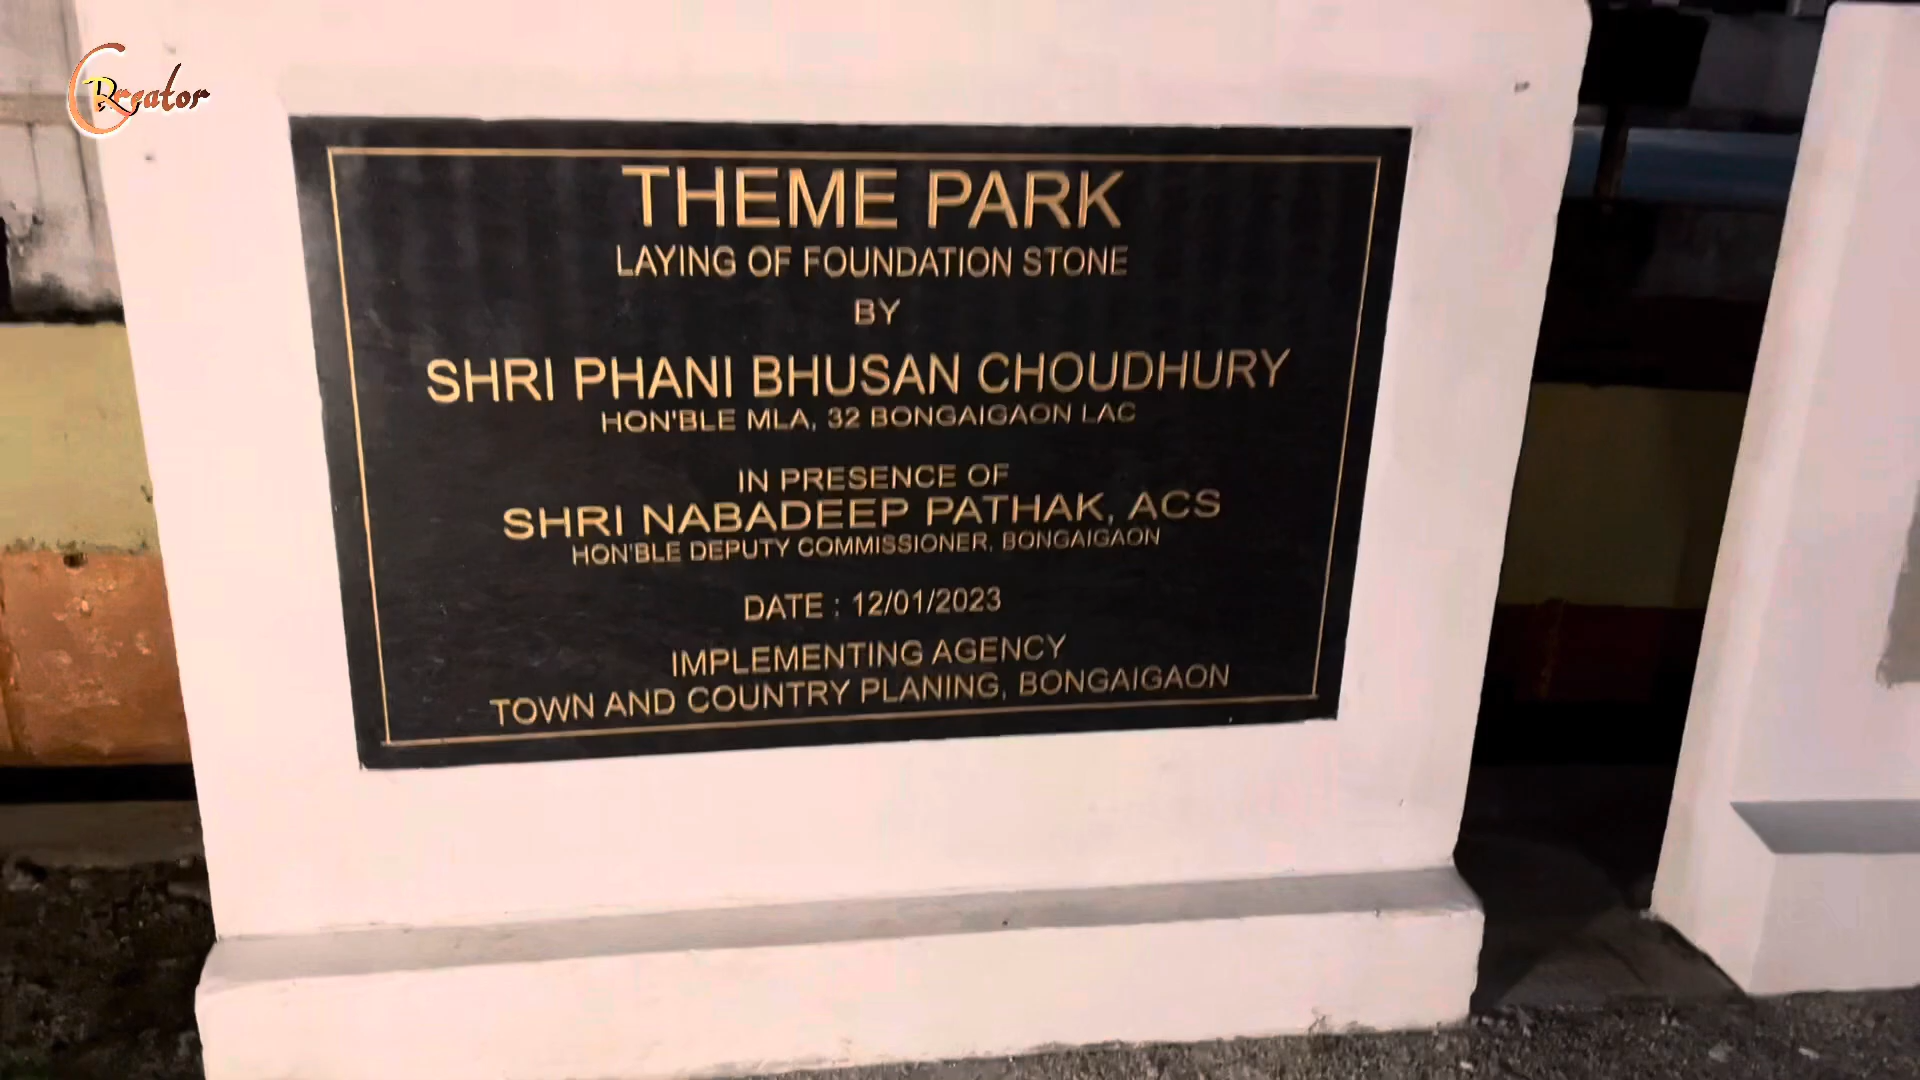 CRreator
THEME PARK
LAYING OF FOUNDATION STONE
BY
SHRI PHANI BHUSAN CHOUDHURY
HON'BLE MLA, 32 BONGAIGAON LAC
IN PRESENCE OF
SHRI NABADEEP PATHAK, ACS
HON'BLE DEPUTY COMMISSIONER, BONGAIGAON
DATE : 12/01/2023
IMPLEMENTING AGENCY
TOWN AND COUNTRY PLANING, BONGAIGAON